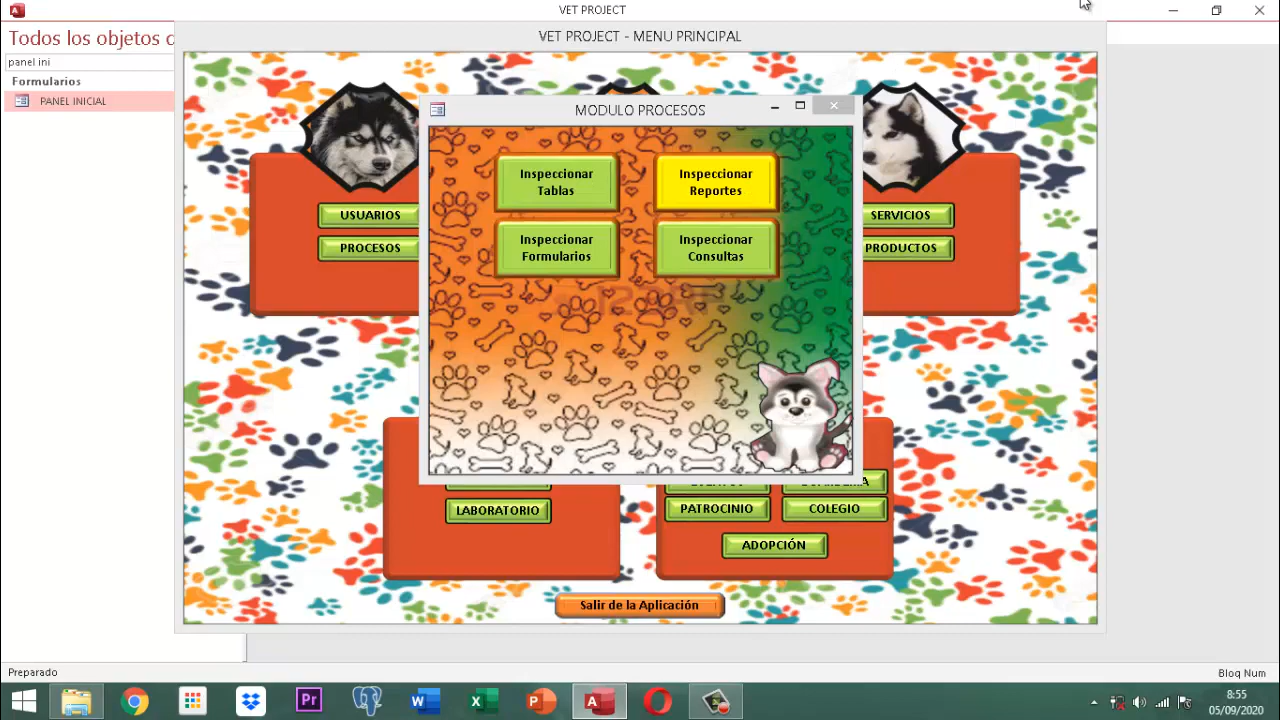 VET PROJECT
Todos los objetos d
VET PROJECT - MENU PRINCIPAL
panel ini
Formularios
PANEL INICIAL
MODULO PROCESOS
Inspeccionar
Tablas
Inspeccionar
Reportes
Inspeccionar
Formularios
Inspeccionar
Consultas
USUARIOS
PROCESOS
SERVICIOS
PRODUCTOS
LABORATORIO
PATROCINIO
COLEGIO
ADOPCIÓN
Salir de la Aplicación
Preparado
Bloq Num
Pr
W
X
P
A
8:55
05/09/2020